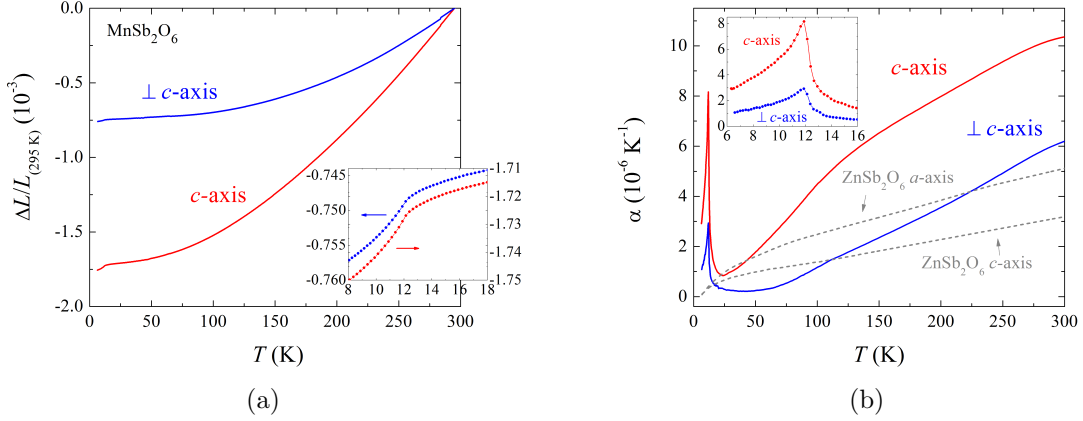 MnSb₂O₆
⊥ c-axis
c-axis
ΔL/L(295 K) (10⁻³)
0.0
-0.5
-1.0
-1.5
-2.0
0 50 100 150 200 250 300
T (K)
-0.745
-0.750
-0.755
-0.760
-1.71
-1.72
-1.73
-1.74
-1.75
8 10 12 14 16 18
(a)
α (10⁻⁶ K⁻¹)
10
8
6
4
2
0
0 50 100 150 200 250 300
T (K)
8
6
4
2
0
6 8 10 12 14 16
c-axis
⊥ c-axis
c-axis
⊥ c-axis
ZnSb₂O₆ a-axis
ZnSb₂O₆ c-axis
(b)